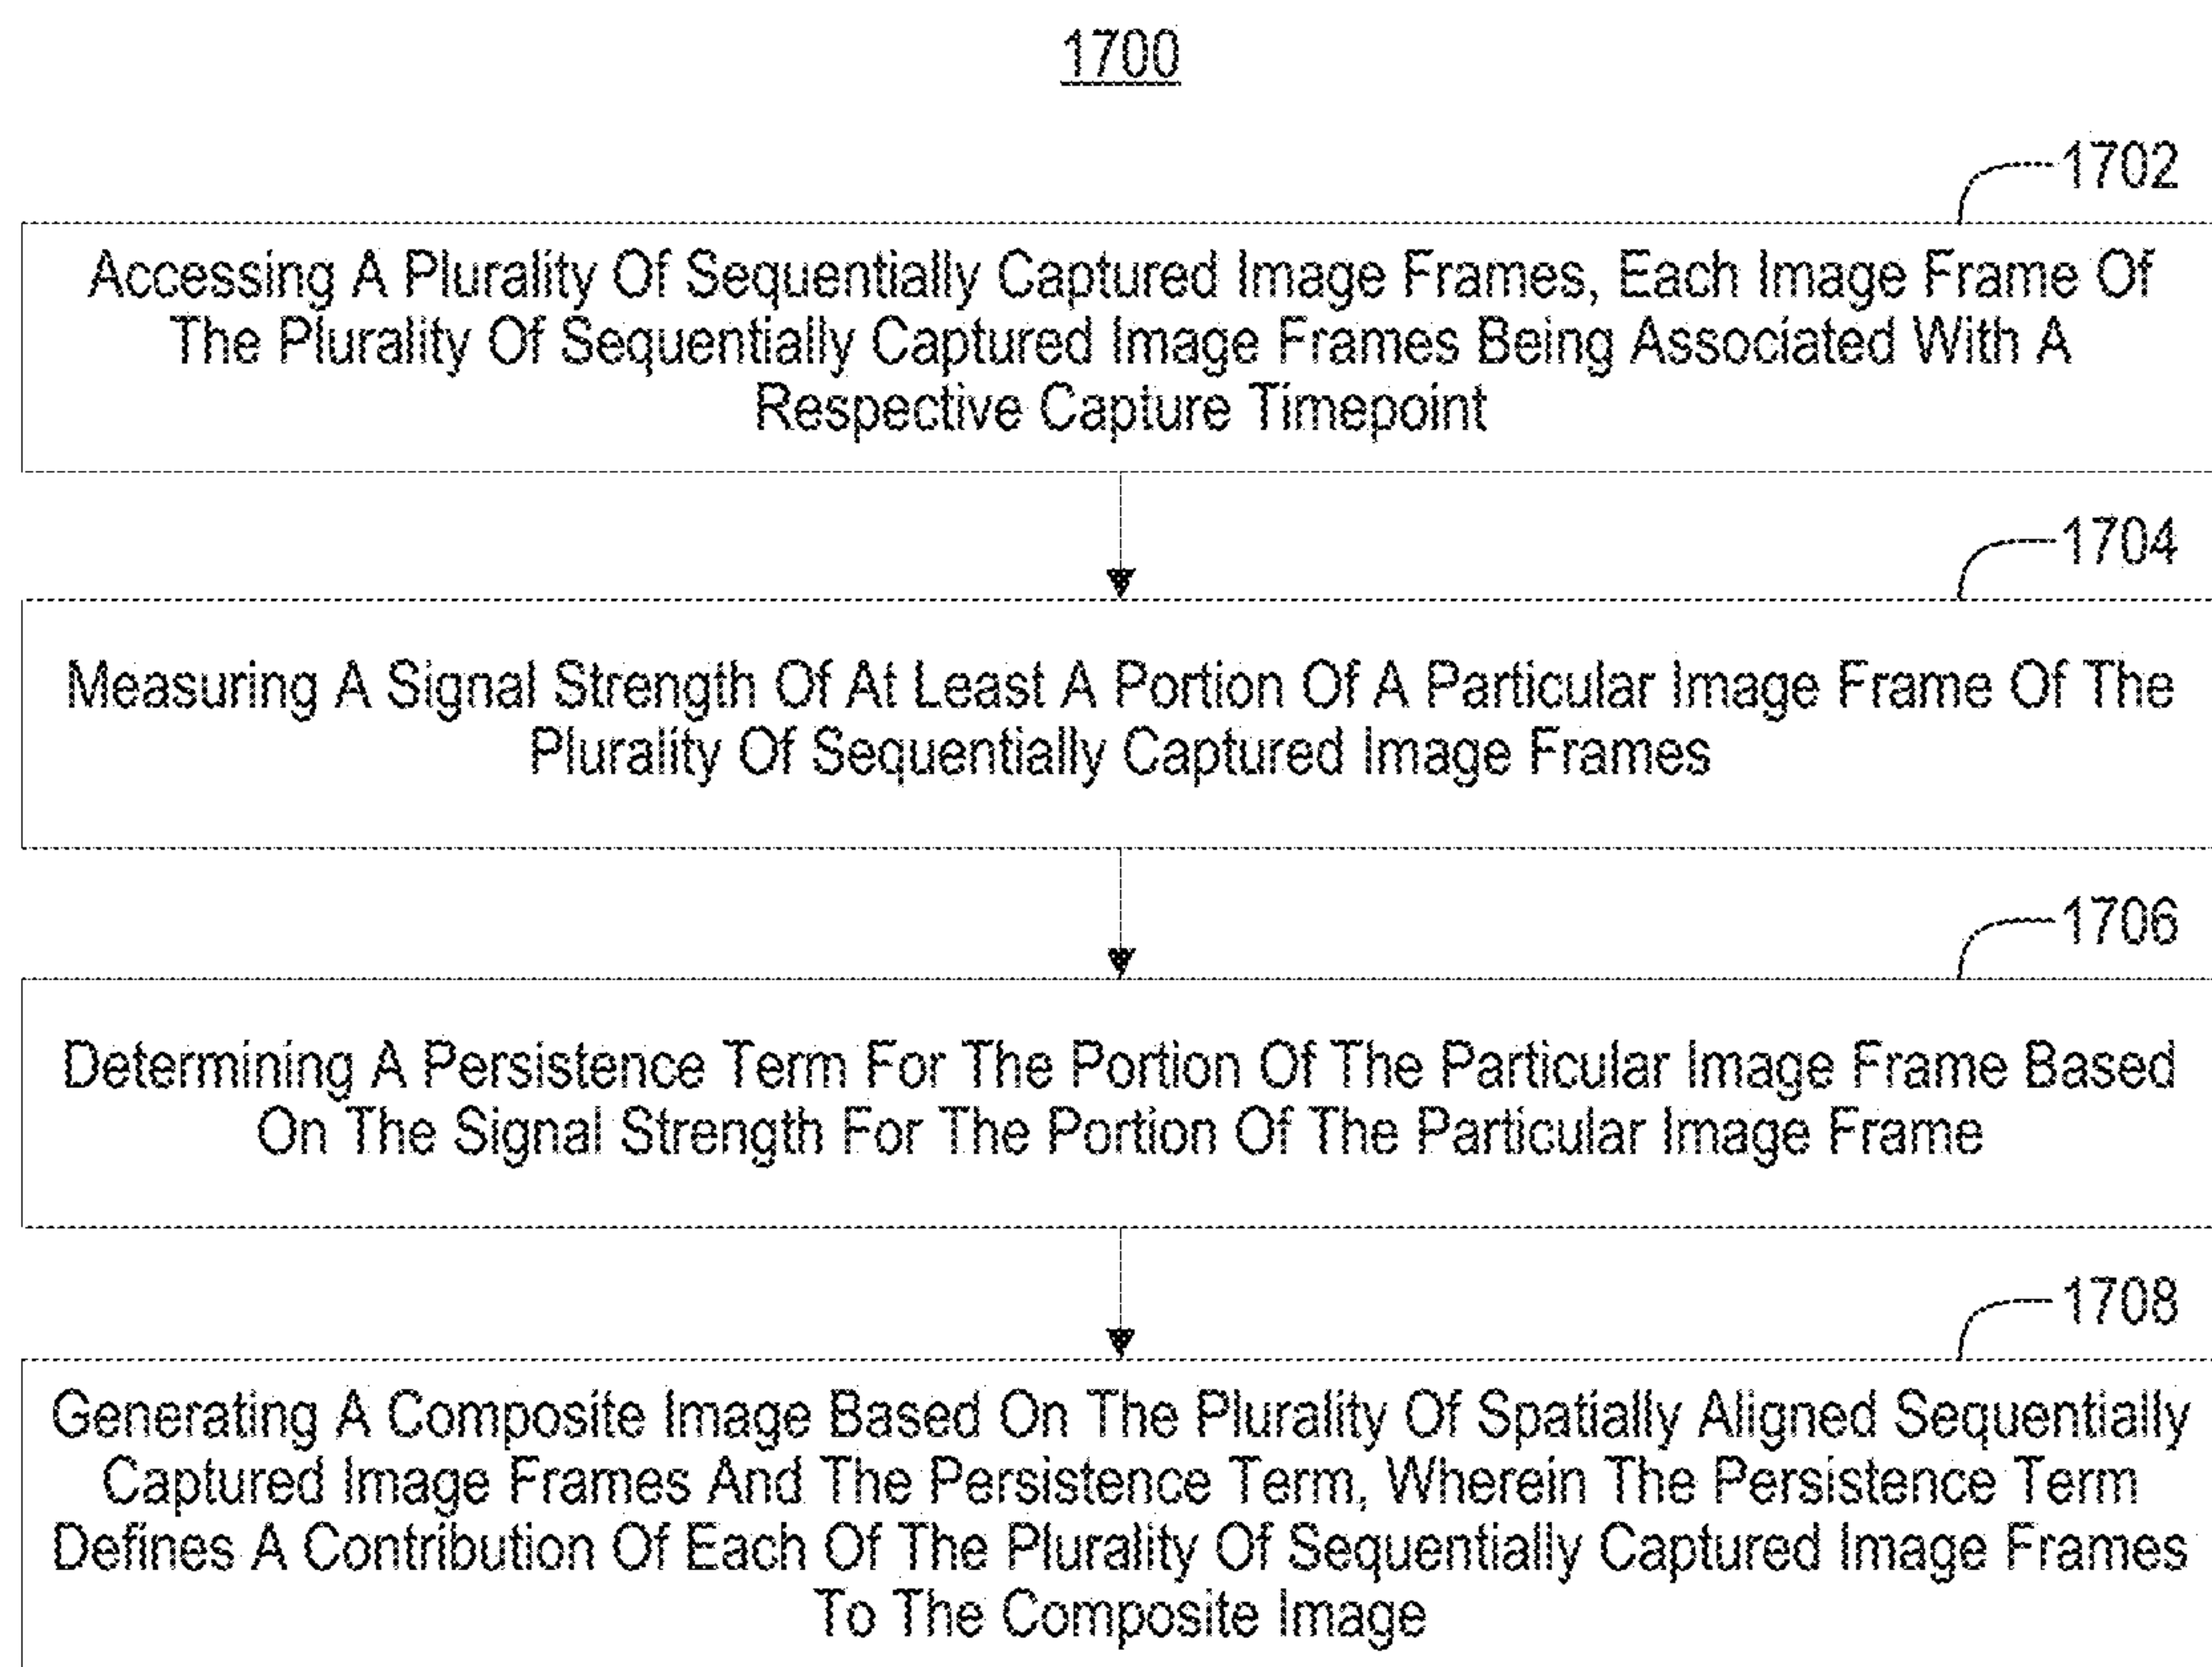 1700
1702
Accessing A Plurality Of Sequentially Captured Image Frames, Each Image Frame Of
The Plurality Of Sequentially Captured Image Frames Being Associated With A
Respective Capture Timepoint
1704
Measuring A Signal Strength Of At Least A Portion Of A Particular Image Frame Of The
Plurality Of Sequentially Captured Image Frames
1706
Determining A Persistence Term For The Portion Of The Particular Image Frame Based
On The Signal Strength For The Portion Of The Particular Image Frame
1708
Generating A Composite Image Based On The Plurality Of Spatially Aligned Sequentially
Captured Image Frames And The Persistence Term, Wherein The Persistence Term
Defines A Contribution Of Each Of The Plurality Of Sequentially Captured Image Frames
To The Composite Image